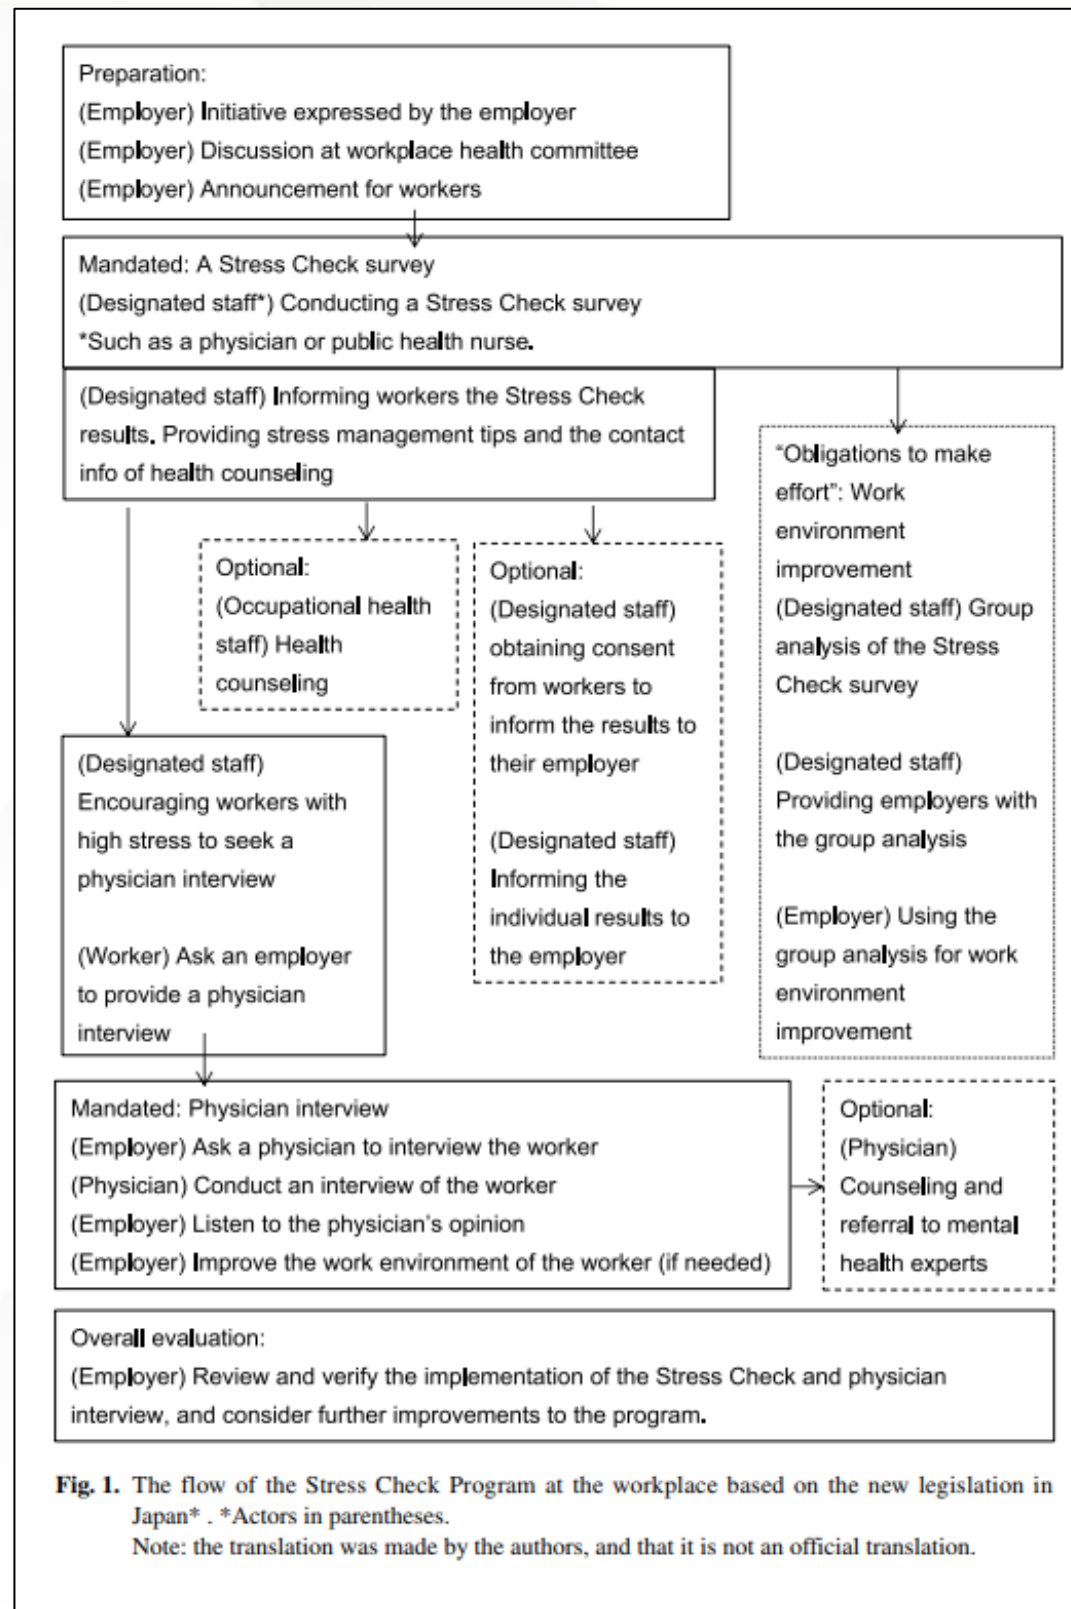 Preparation:
(Employer) Initiative expressed by the employer
(Employer) Discussion at workplace health committee
(Employer) Announcement for workers
Mandated: A Stress Check survey
(Designated staff*) Conducting a Stress Check survey
*Such as a physician or public health nurse.
(Designated staff) Informing workers the Stress Check
results. Providing stress management tips and the contact
info of health counseling
Optional:
(Occupational health
staff) Health
counseling
Optional:
(Designated staff)
obtaining consent
from workers to
inform the results to
their employer
(Designated staff)
Informing the
individual results to
the employer
"Obligations to make
effort": Work
environment
improvement
(Designated staff) Group
analysis of the Stress
Check survey
(Designated staff)
Providing employers with
the group analysis
(Employer) Using the
group analysis for work
environment
improvement
(Designated staff)
Encouraging workers with
high stress to seek a
physician interview
(Worker) Ask an employer
to provide a physician
interview
Mandated: Physician interview
(Employer) Ask a physician to interview the worker
(Physician) Conduct an interview of the worker
(Employer) Listen to the physician's opinion
(Employer) Improve the work environment of the worker (if needed)
Optional:
(Physician)
Counseling and
referral to mental
health experts
Overall evaluation:
(Employer) Review and verify the implementation of the Stress Check and physician
interview, and consider further improvements to the program.
Fig. 1. The flow of the Stress Check Program at the workplace based on the new legislation in
Japan* . *Actors in parentheses.
Note: the translation was made by the authors, and that it is not an official translation.